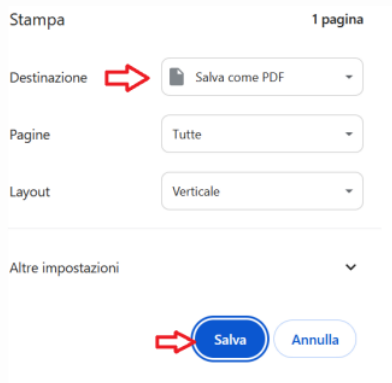 Stampa 1 pagina
Destinazione Salva come PDF
Pagine Tutte
Layout Verticale
Altre impostazioni
Salva Annulla